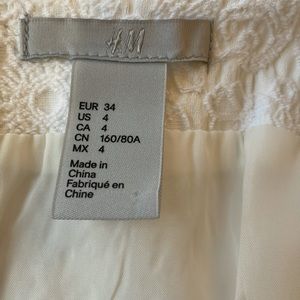 H&M
EUR 34
US 4
CA 4
CN 160/80A
MX 4
Made in
China
Fabriqué en
Chine